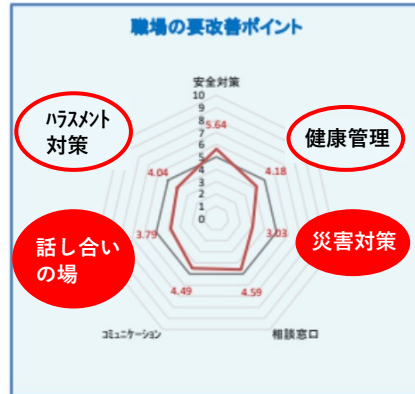 職場の要改善ポイント
安全対策
10
9
8
7
6
5
4
3
2
1
0
5.64
ﾊﾗｽﾒﾝﾄ
対策
健康管理
4.04
4.18
話し合い
の場
3.79
3.03
災害対策
4.49
4.59
ｺﾐｭﾆｹｰｼｮﾝ
相談窓口